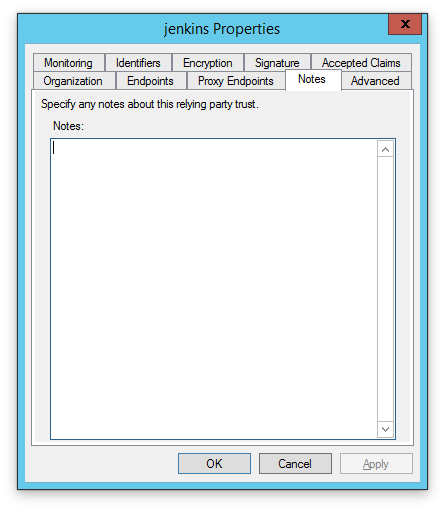 jenkins Properties
x
Monitoring Identifiers Encryption Signature Accepted Claims
Organization Endpoints Proxy Endpoints Notes Advanced
Specify any notes about this relying party trust.
Notes:
OK Cancel Apply